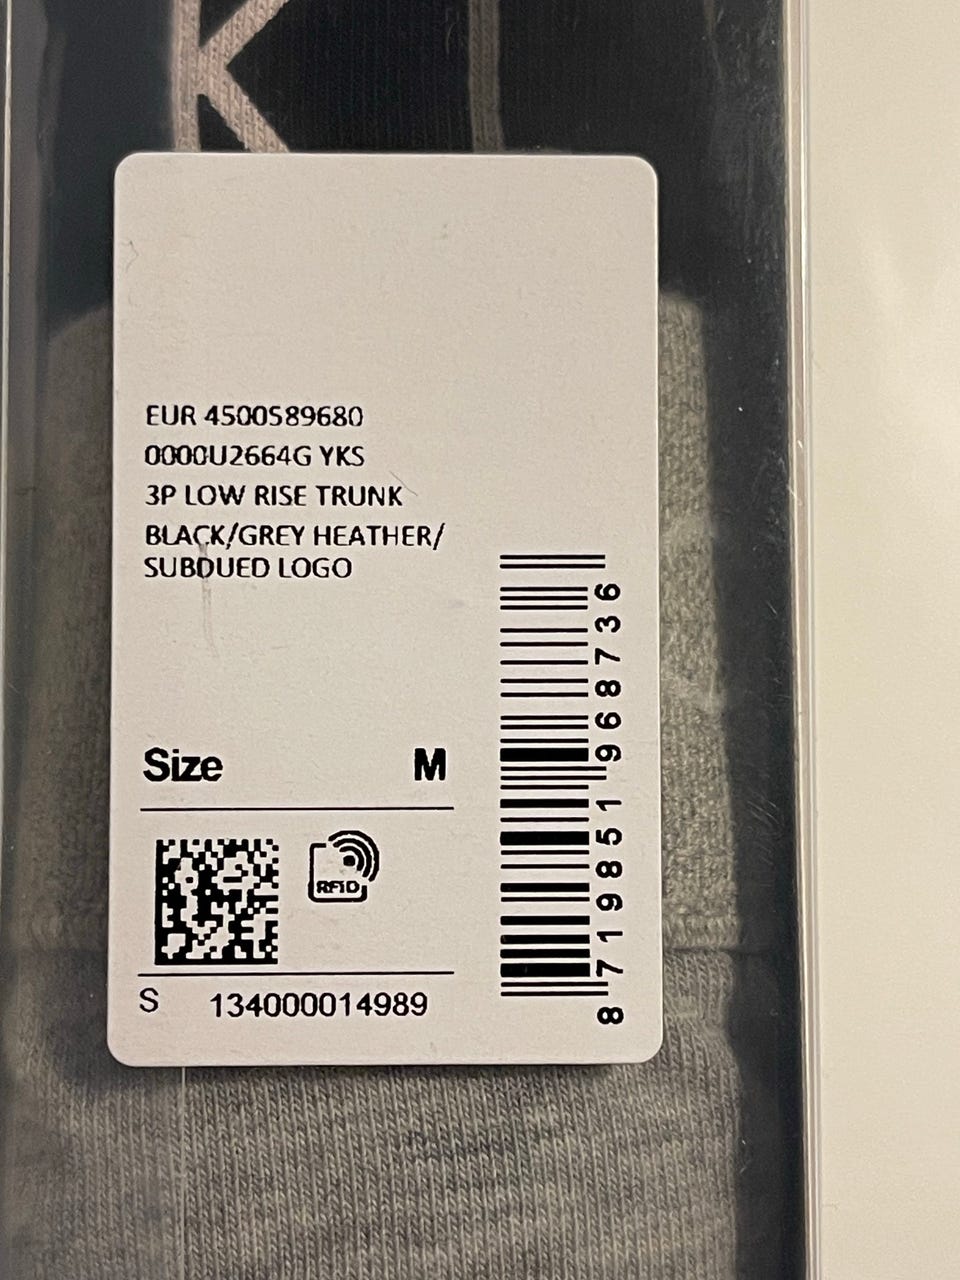 K
EUR 4500589680
0000U2664G YKS
3P LOW RISE TRUNK
BLACK/GREY HEATHER/
SUBDUED LOGO
Size M
RFID
S 134000014989
8719851968736